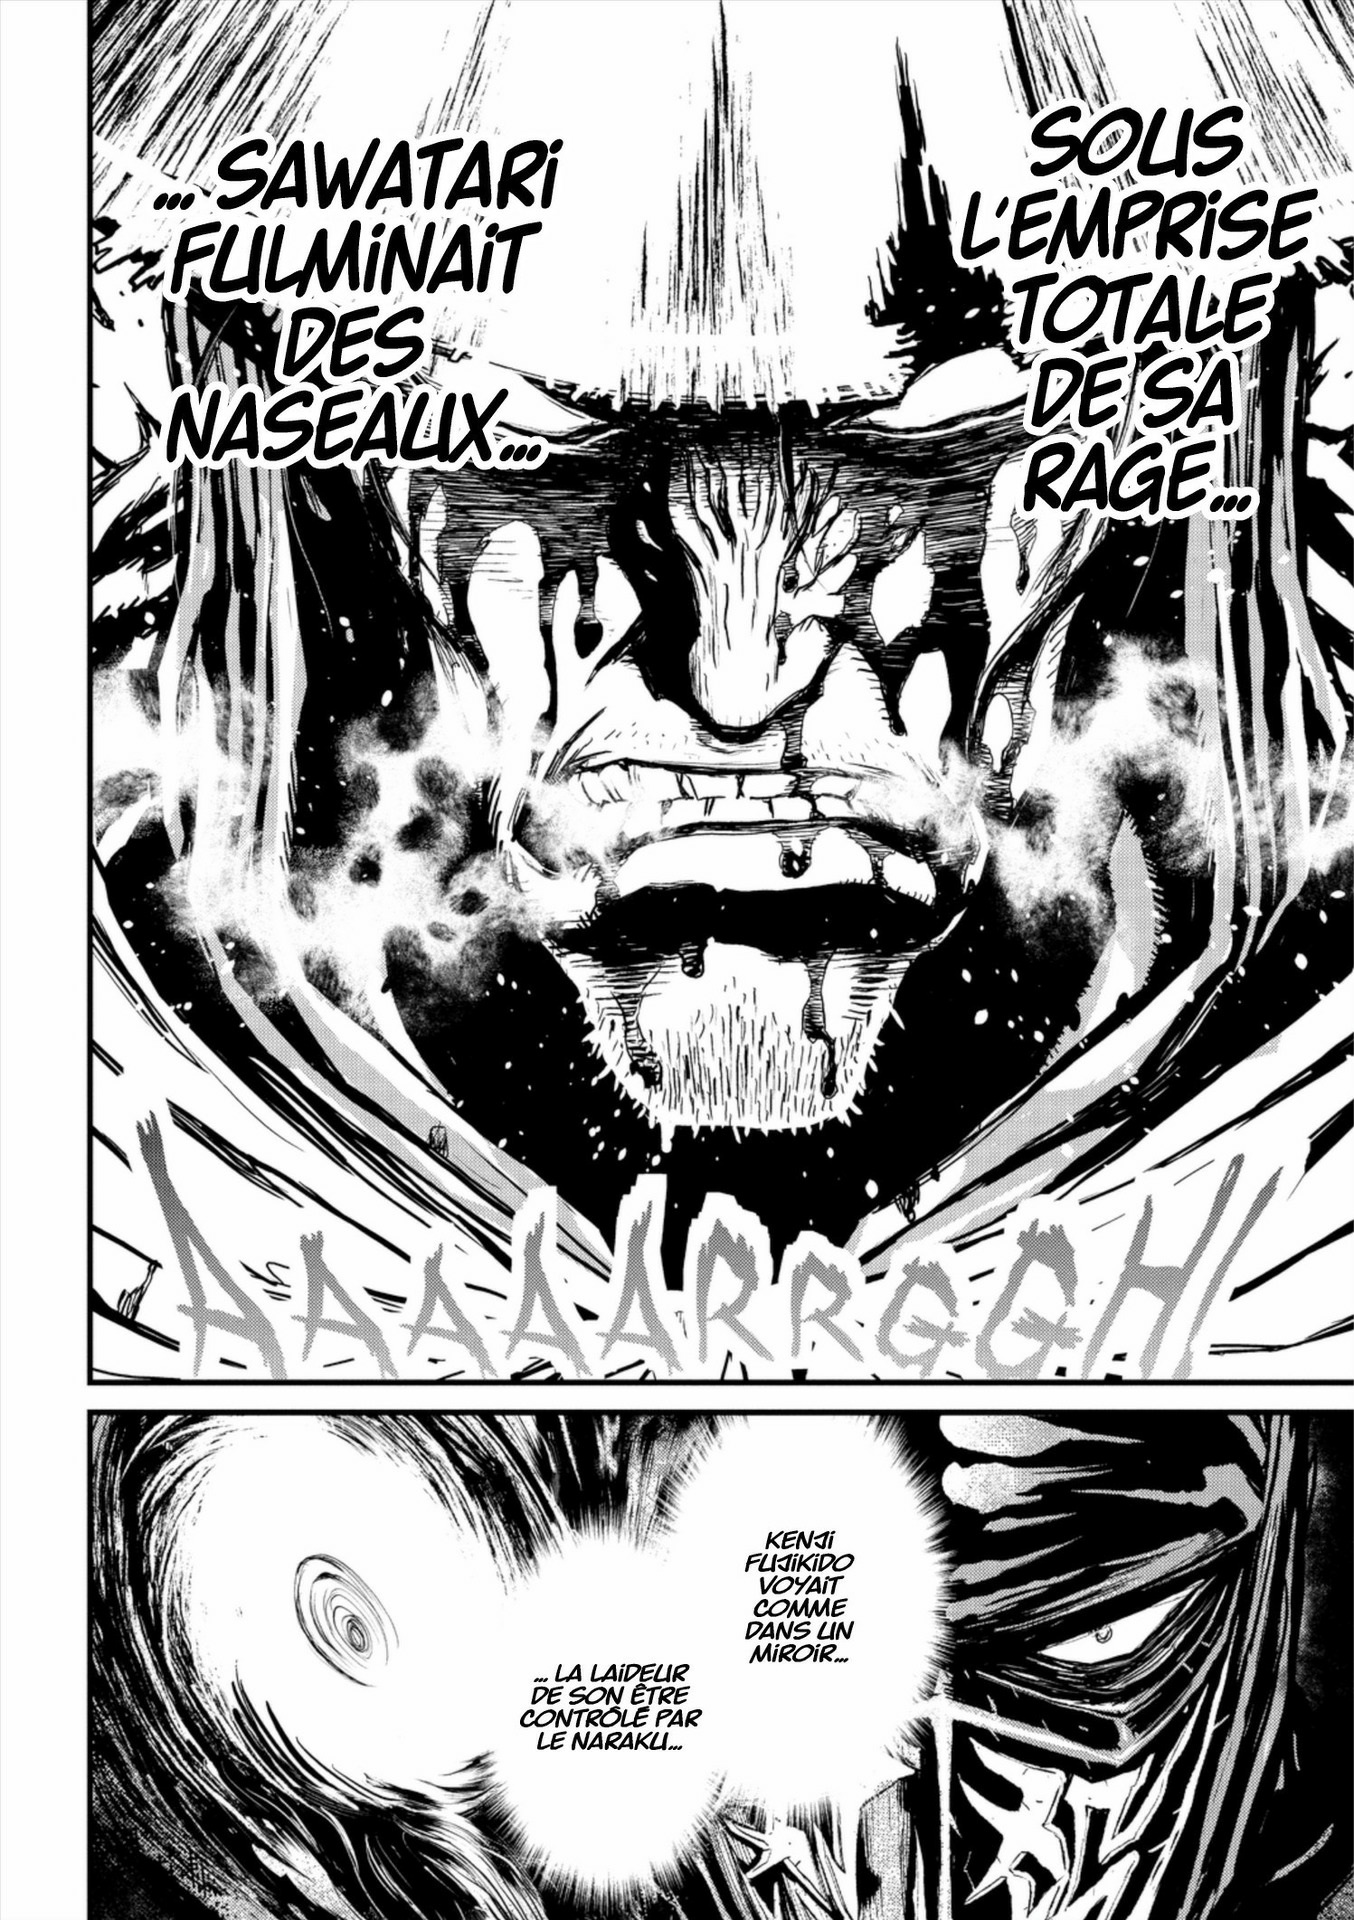 SOUS
L'EMPRISE
TOTALE
DE SA
RAGE...
... SAWATARI
FULMINAIT
DES
NASEAUX...
AAAAAARRGGGH!
KENJI
FUJIKIDO
VOYAIT
COMME
DANS UN
MIROIR...
... LA LAIDEUR
DE SON ÊTRE
CONTRÔLÉ PAR
LE NARAKU...